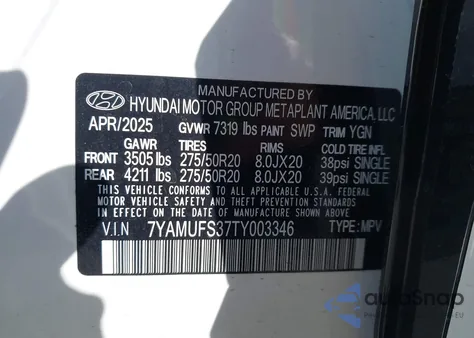 MANUFACTURED BY
HYUNDAI MOTOR GROUP METAPLANT AMERICA, LLC
APR/2025 GVWR 7319 lbs PAINT SWP TRIM YGN
GAWR TIRES RIMS COLD TIRE INFL
FRONT 3505 lbs 275/50R20 8.0JX20 38psi SINGLE
REAR 4211 lbs 275/50R20 8.0JX20 39psi SINGLE
THIS VEHICLE CONFORMS TO ALL APPLICABLE U.S.A. FEDERAL
MOTOR VEHICLE SAFETY STANDARDS IN EFFECT ON
THE DATE OF MANUFACTURE SHOWN ABOVE.
V.I.N 7YAMUFS37TY003346 TYPE: MPV
autoSnap